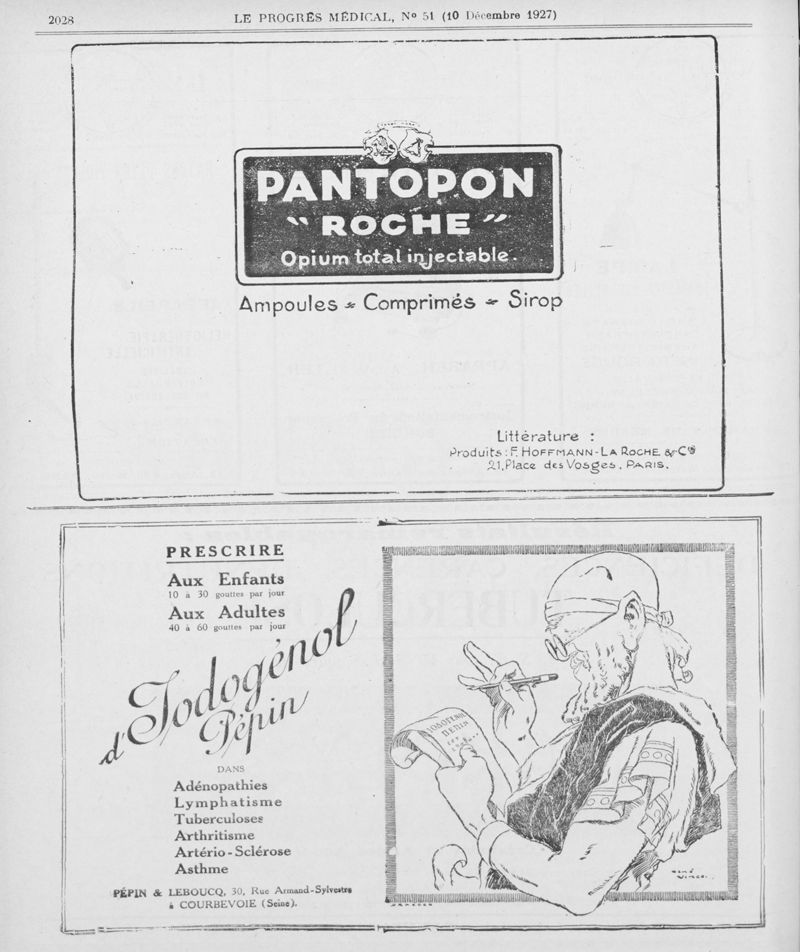 2028
LE PROGRÈS MÉDICAL, No 51 (10 Décembre 1927)
PANTOPON
"ROCHE"
Opium total injectable.
Ampoules - Comprimés - Sirop
Littérature :
Produits : F. HOFFMANN-LA ROCHE & Cie
21, Place des Vosges, PARIS.
PRESCRIRE
Aux Enfants
10 à 30 gouttes par jour
Aux Adultes
40 à 60 gouttes par jour
d'Iodogénol
Pépin
DANS
Adénopathies
Lymphatisme
Tuberculoses
Arthritisme
Artério-Sclérose
Asthme
PÉPIN & LEBOUCQ, 30, Rue Armand-Sylvestre
à COURBEVOIE (Seine).